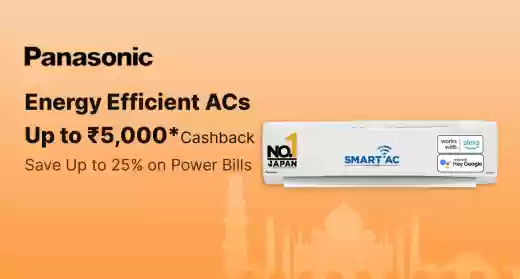 Panasonic
Energy Efficient ACs
Up to ₹5,000* Cashback
Save Up to 25% on Power Bills
NO.1
JAPAN
SMART AC
works with alexa
Hey Google